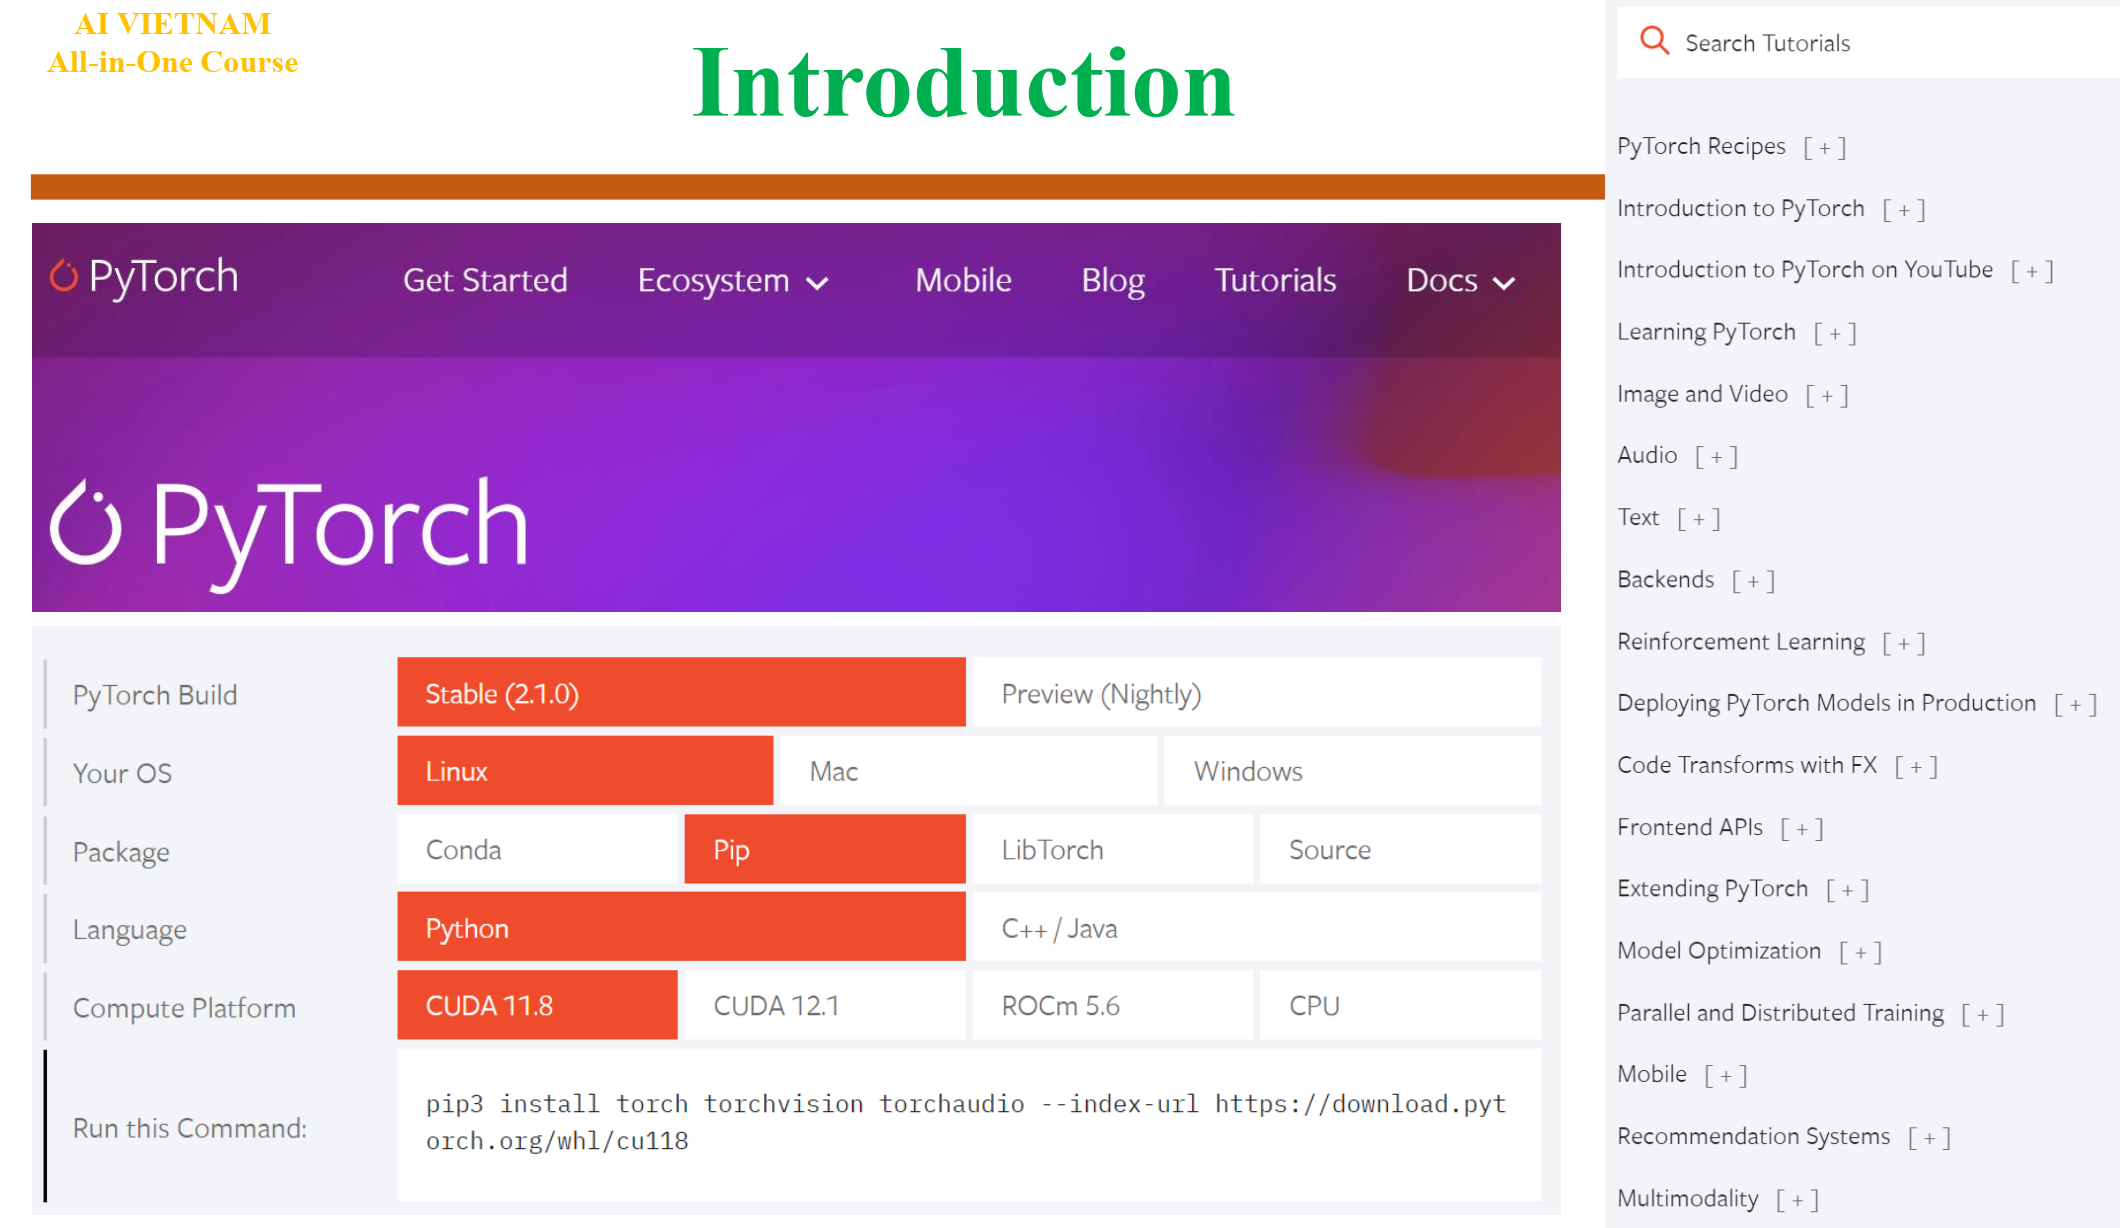 AI VIETNAM
All-in-One Course
Introduction
PyTorch
Get Started
Ecosystem
Mobile
Blog
Tutorials
Docs
PyTorch
PyTorch Build
Stable (2.1.0)
Preview (Nightly)
Your OS
Linux
Mac
Windows
Package
Conda
Pip
LibTorch
Source
Language
Python
C++ / Java
Compute Platform
CUDA 11.8
CUDA 12.1
ROCm 5.6
CPU
Run this Command:
pip3 install torch torchvision torchaudio --index-url https://download.pyt
orch.org/whl/cu118
Search Tutorials
PyTorch Recipes [ + ]
Introduction to PyTorch [ + ]
Introduction to PyTorch on YouTube [ + ]
Learning PyTorch [ + ]
Image and Video [ + ]
Audio [ + ]
Text [ + ]
Backends [ + ]
Reinforcement Learning [ + ]
Deploying PyTorch Models in Production [ + ]
Code Transforms with FX [ + ]
Frontend APIs [ + ]
Extending PyTorch [ + ]
Model Optimization [ + ]
Parallel and Distributed Training [ + ]
Mobile [ + ]
Recommendation Systems [ + ]
Multimodality [ + ]